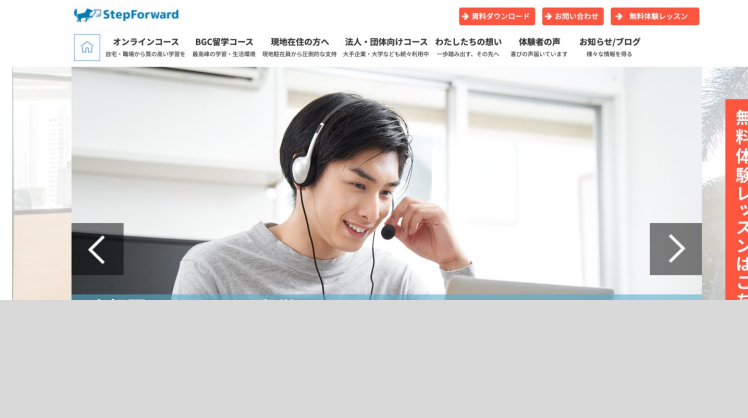 StepForward
資料ダウンロード
お問い合わせ
無料体験レッスン
オンラインコース
自宅・職場から質の高い学習を
BGC留学コース
最高峰の学習・生活環境
現地在住の方へ
現地駐在員から圧倒的な支持
法人・団体向けコース
大手企業・大学なども続々利用中
わたしたちの想い
一歩踏み出す、その先へ
体験者の声
喜びの声届いています
お知らせ/ブログ
様々な情報を得る
無料体験レッスンはこち